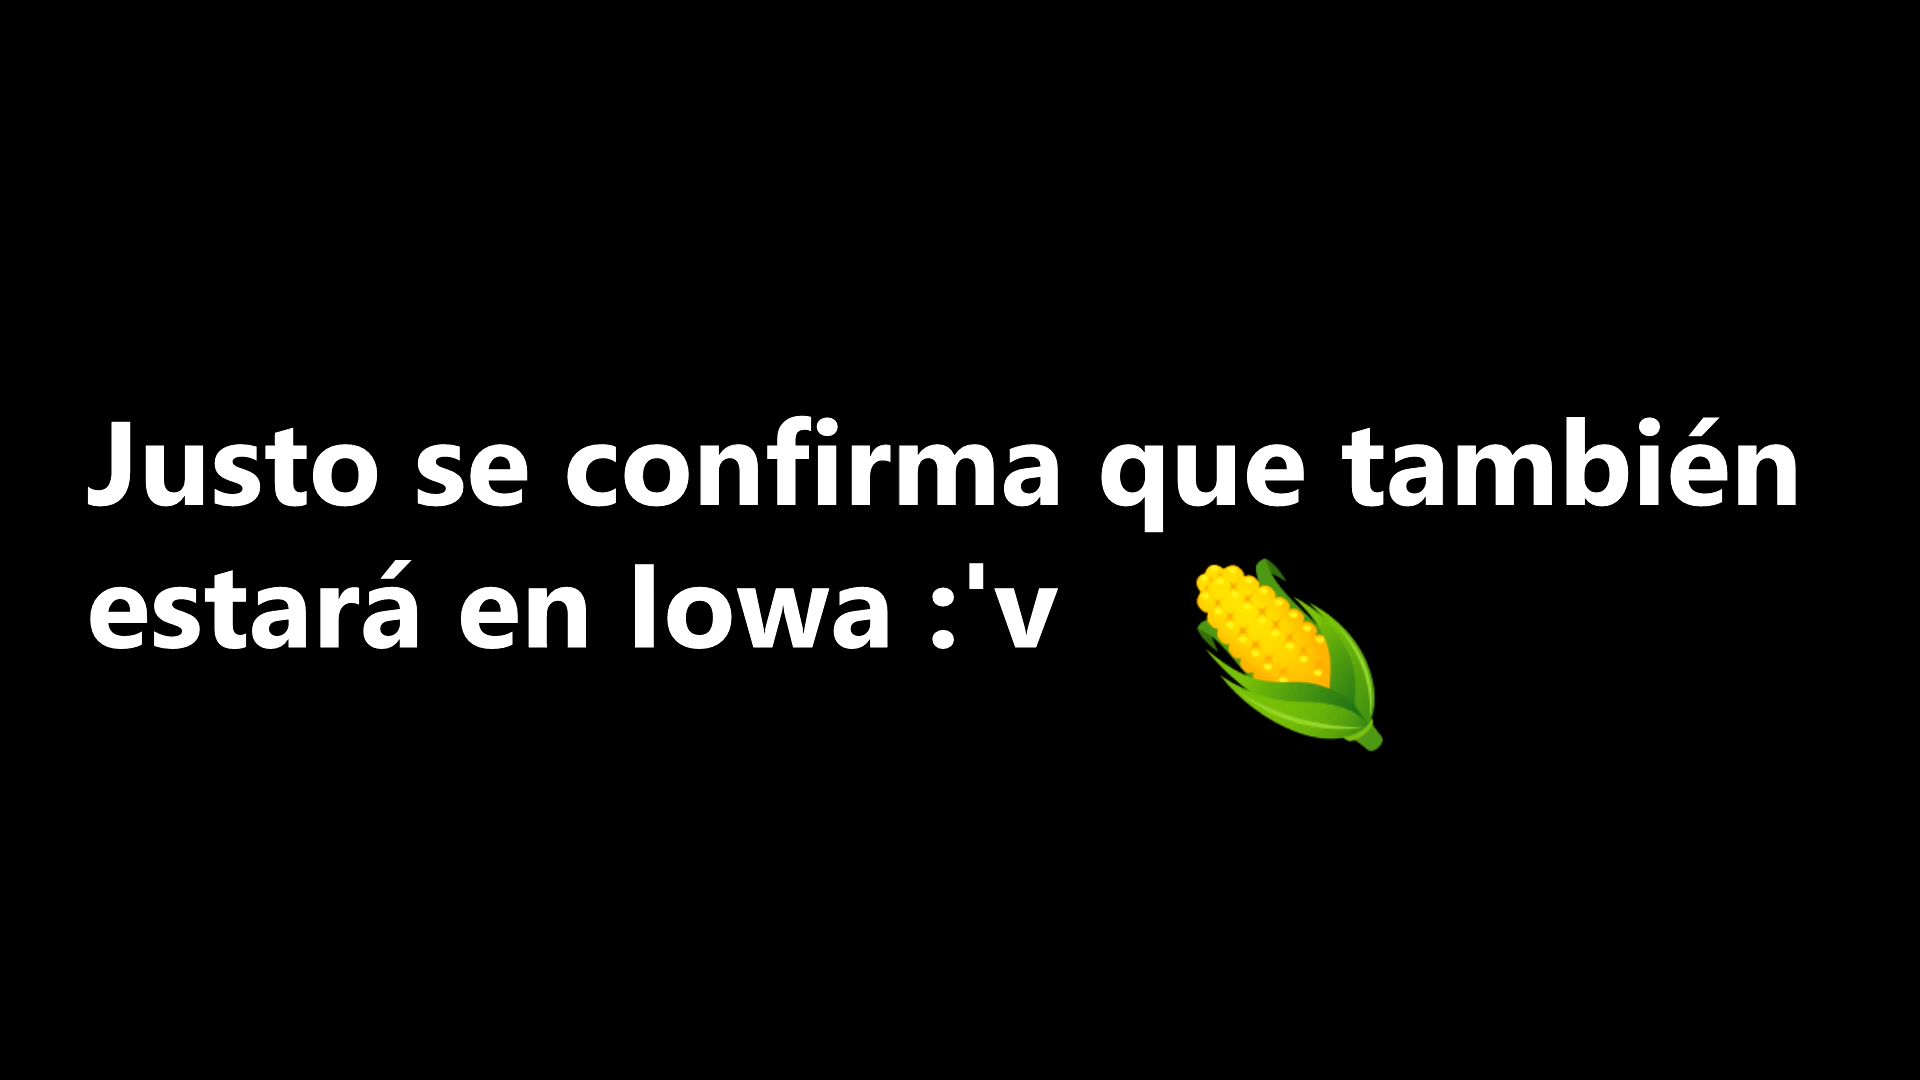 Justo se confirma que también
estará en Iowa :'v 🌽